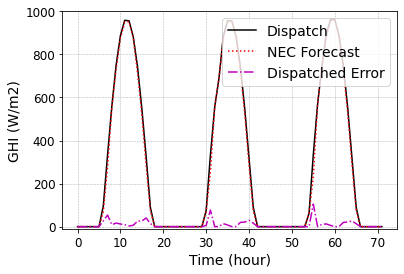 1000
800
600
400
200
0
GHI (W/m2)
Dispatch
NEC Forecast
Dispatched Error
0 10 20 30 40 50 60 70
Time (hour)